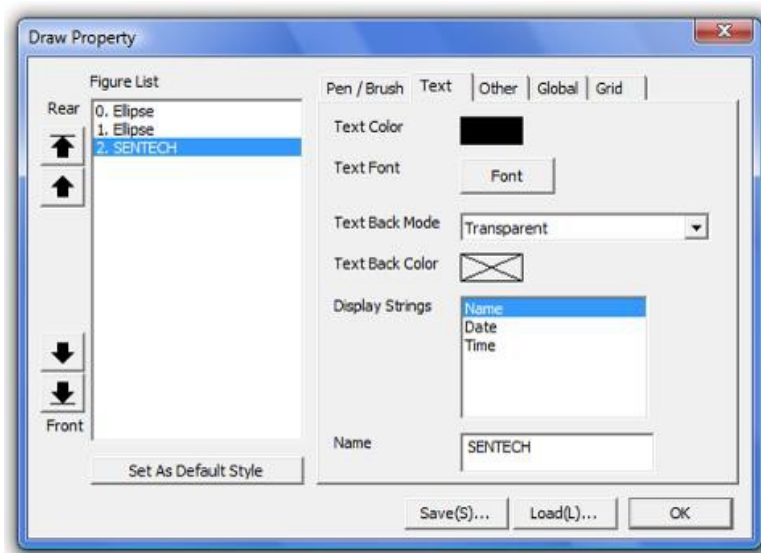 Draw Property
Figure List
Rear
0. Ellipse
1. Ellipse
2. SENTECH
Front
Set As Default Style
Pen / Brush Text Other Global Grid
Text Color
Text Font Font
Text Back Mode Transparent
Text Back Color
Display Strings Name
Date
Time
Name SENTECH
Save(S)... Load(L)... OK